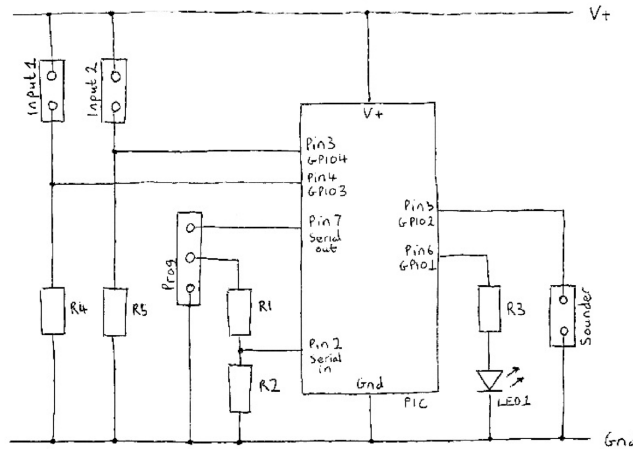 V+
Input 1
Input 2
V+
Pin3
GPIO4
Pin4
GPIO3
Pin 7
Serial
out
Pin5
GPIO2
Pin6
GPIO1
Prog
R4
R5
R1
R3
Sounder
Pin 2
Serial
in
R2
Gnd
PIC
LED1
Gnd